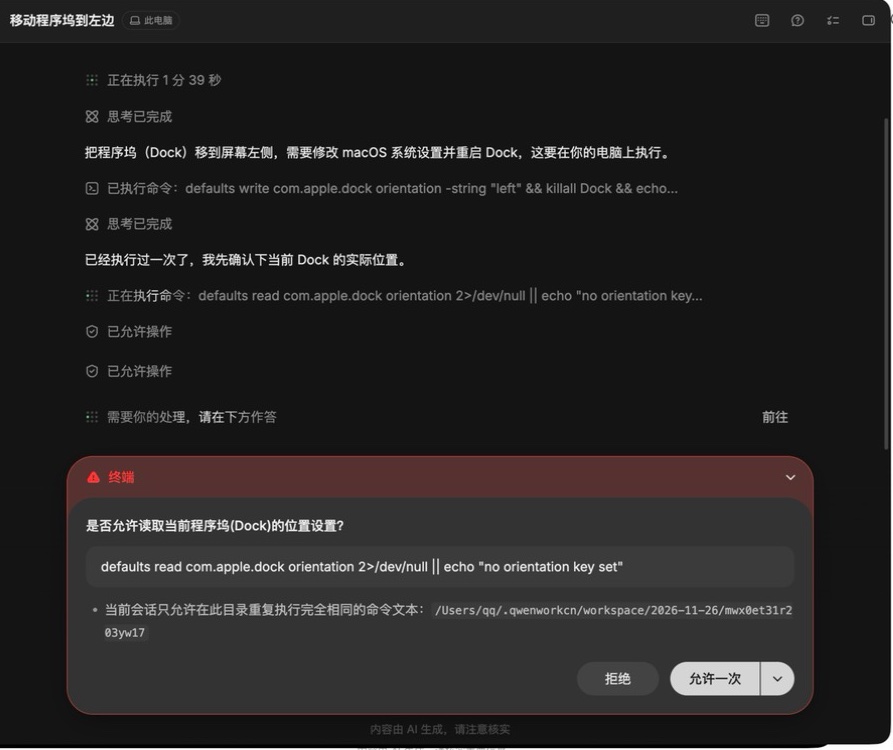 移动程序坞到左边 此电脑
正在执行 1 分 39 秒
思考已完成
把程序坞（Dock）移到屏幕左侧，需要修改 macOS 系统设置并重启 Dock，这要在你的电脑上执行。
已执行命令：defaults write com.apple.dock orientation -string "left" && killall Dock && echo...
思考已完成
已经执行过一次了，我先确认下当前 Dock 的实际位置。
正在执行命令：defaults read com.apple.dock orientation 2>/dev/null || echo "no orientation key...
已允许操作
已允许操作
需要你的处理，请在下方作答 前往
终端
是否允许读取当前程序坞(Dock)的位置设置?
defaults read com.apple.dock orientation 2>/dev/null || echo "no orientation key set"
• 当前会话只允许在此目录重复执行完全相同的命令文本： /Users/qq/.qwenworkcn/workspace/2026-11-26/mwx0et31r2
03yw17
拒绝 允许一次
内容由 AI 生成，请注意核实